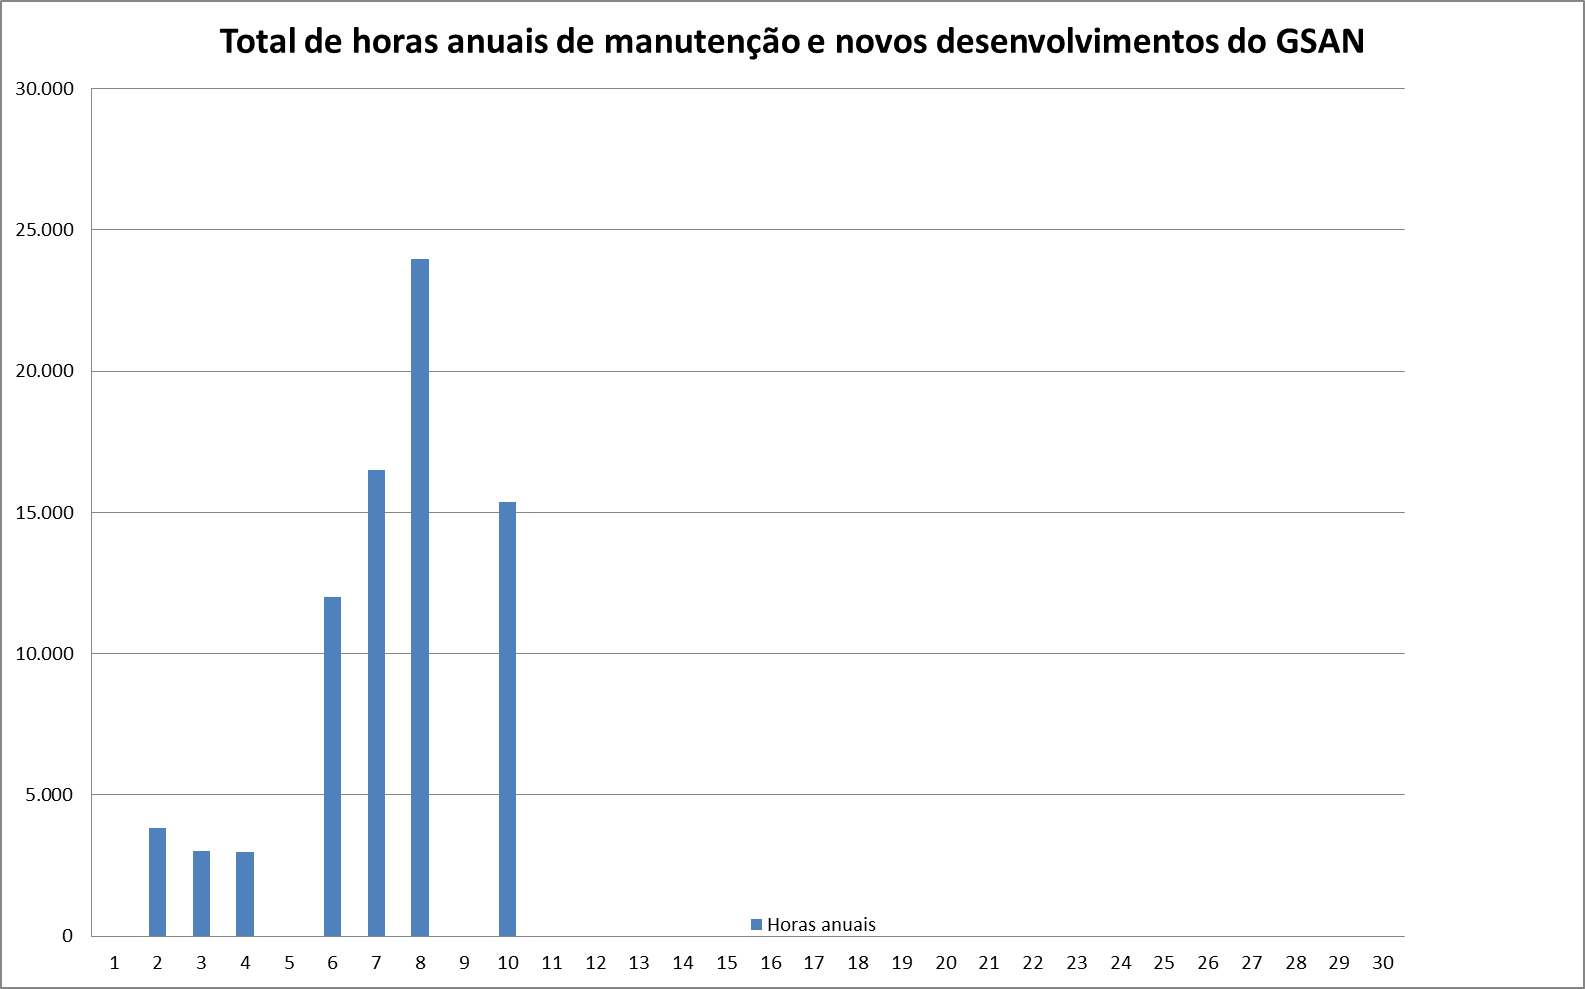 Total de horas anuais de manutenção e novos desenvolvimentos do GSAN
30.000
25.000
20.000
15.000
10.000
5.000
0
Horas anuais
1 2 3 4 5 6 7 8 9 10 11 12 13 14 15 16 17 18 19 20 21 22 23 24 25 26 27 28 29 30